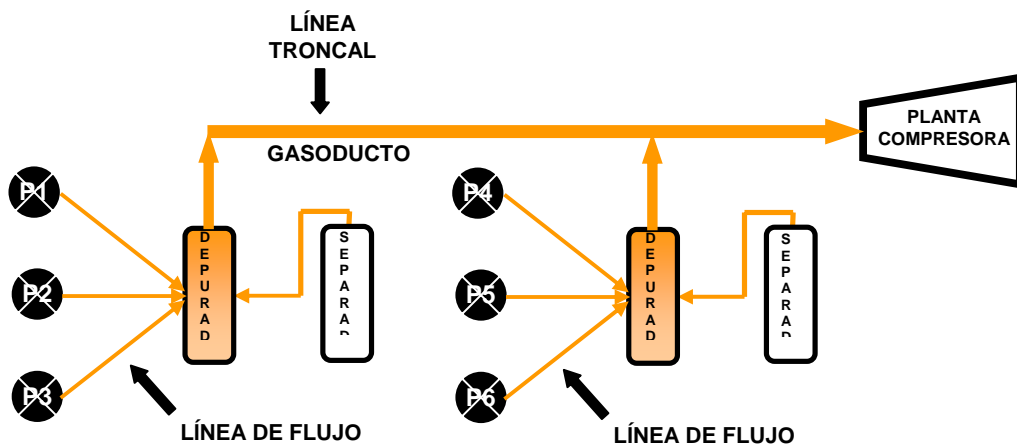 LÍNEA
TRONCAL
PLANTA
COMPRESORA
GASODUCTO
P1
P2
P3
DEPURAD
SEPARAD
P4
P5
P6
DEPURAD
SEPARAD
LÍNEA DE FLUJO
LÍNEA DE FLUJO